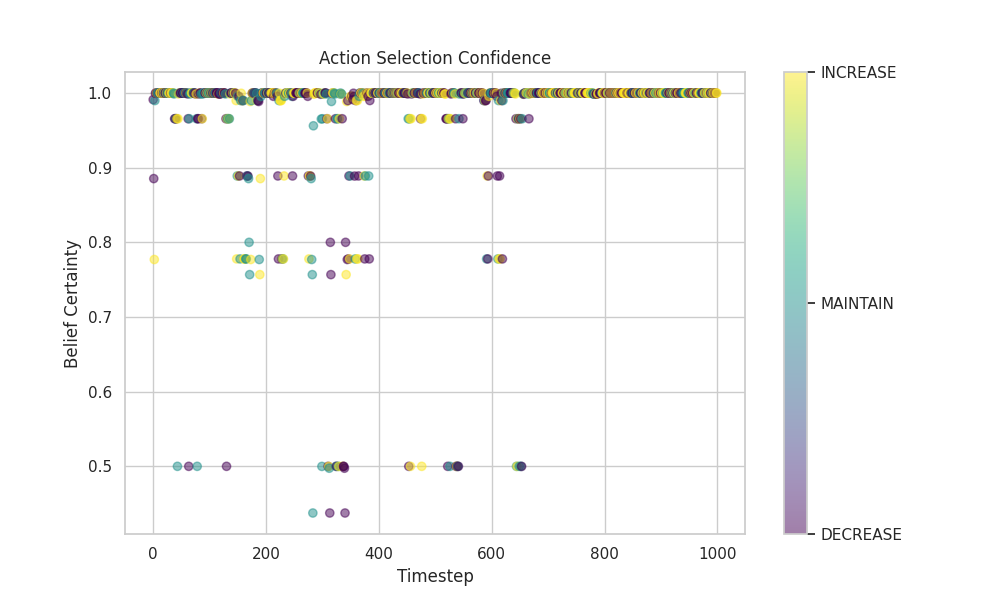 Action Selection Confidence
INCREASE
MAINTAIN
DECREASE
Belief Certainty
1.0
0.9
0.8
0.7
0.6
0.5
0 200 400 600 800 1000
Timestep